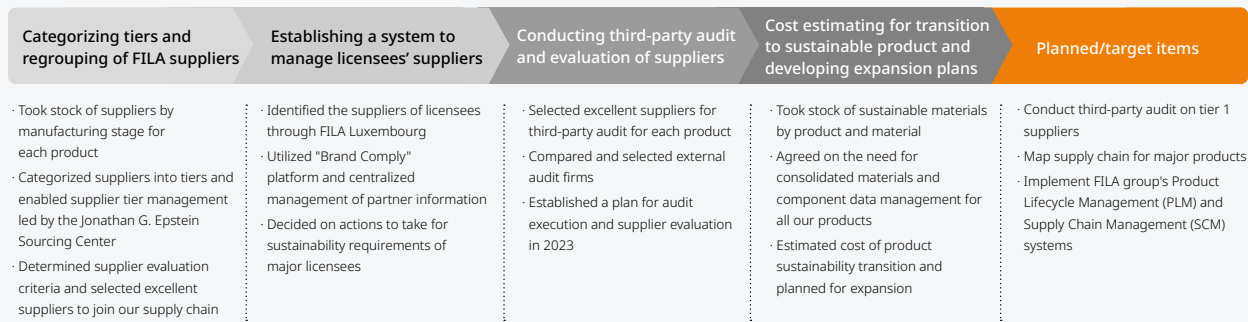 Categorizing tiers and
regrouping of FILA suppliers
Establishing a system to
manage licensees' suppliers
Conducting third-party audit
and evaluation of suppliers
Cost estimating for transition
to sustainable product and
developing expansion plans
Planned/target items
· Took stock of suppliers by
manufacturing stage for
each product
· Categorized suppliers into tiers and
enabled supplier tier management
led by the Jonathan G. Epstein
Sourcing Center
· Determined supplier evaluation
criteria and selected excellent
suppliers to join our supply chain
· Identified the suppliers of licensees
through FILA Luxembourg
· Utilized "Brand Comply"
platform and centralized
management of partner information
· Decided on actions to take for
sustainability requirements of
major licensees
· Selected excellent suppliers for
third-party audit for each product
· Compared and selected external
audit firms
· Established a plan for audit
execution and supplier evaluation
in 2023
· Took stock of sustainable materials
by product and material
· Agreed on the need for
consolidated materials and
component data management for
all our products
· Estimated cost of product
sustainability transition and
planned for expansion
· Conduct third-party audit on tier 1
suppliers
· Map supply chain for major products
· Implement FILA group's Product
Lifecycle Management (PLM) and
Supply Chain Management (SCM)
systems